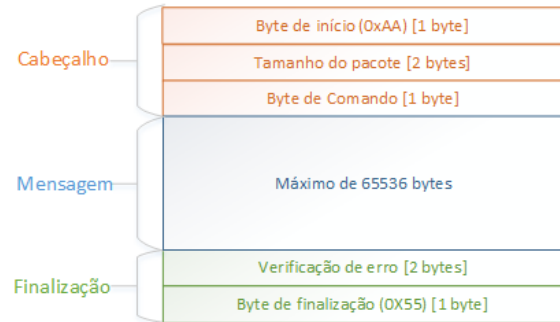 Cabeçalho
Byte de início (0xAA) [1 byte]
Tamanho do pacote [2 bytes]
Byte de Comando [1 byte]
Mensagem
Máximo de 65536 bytes
Finalização
Verificação de erro [2 bytes]
Byte de finalização (0X55) [1 byte]